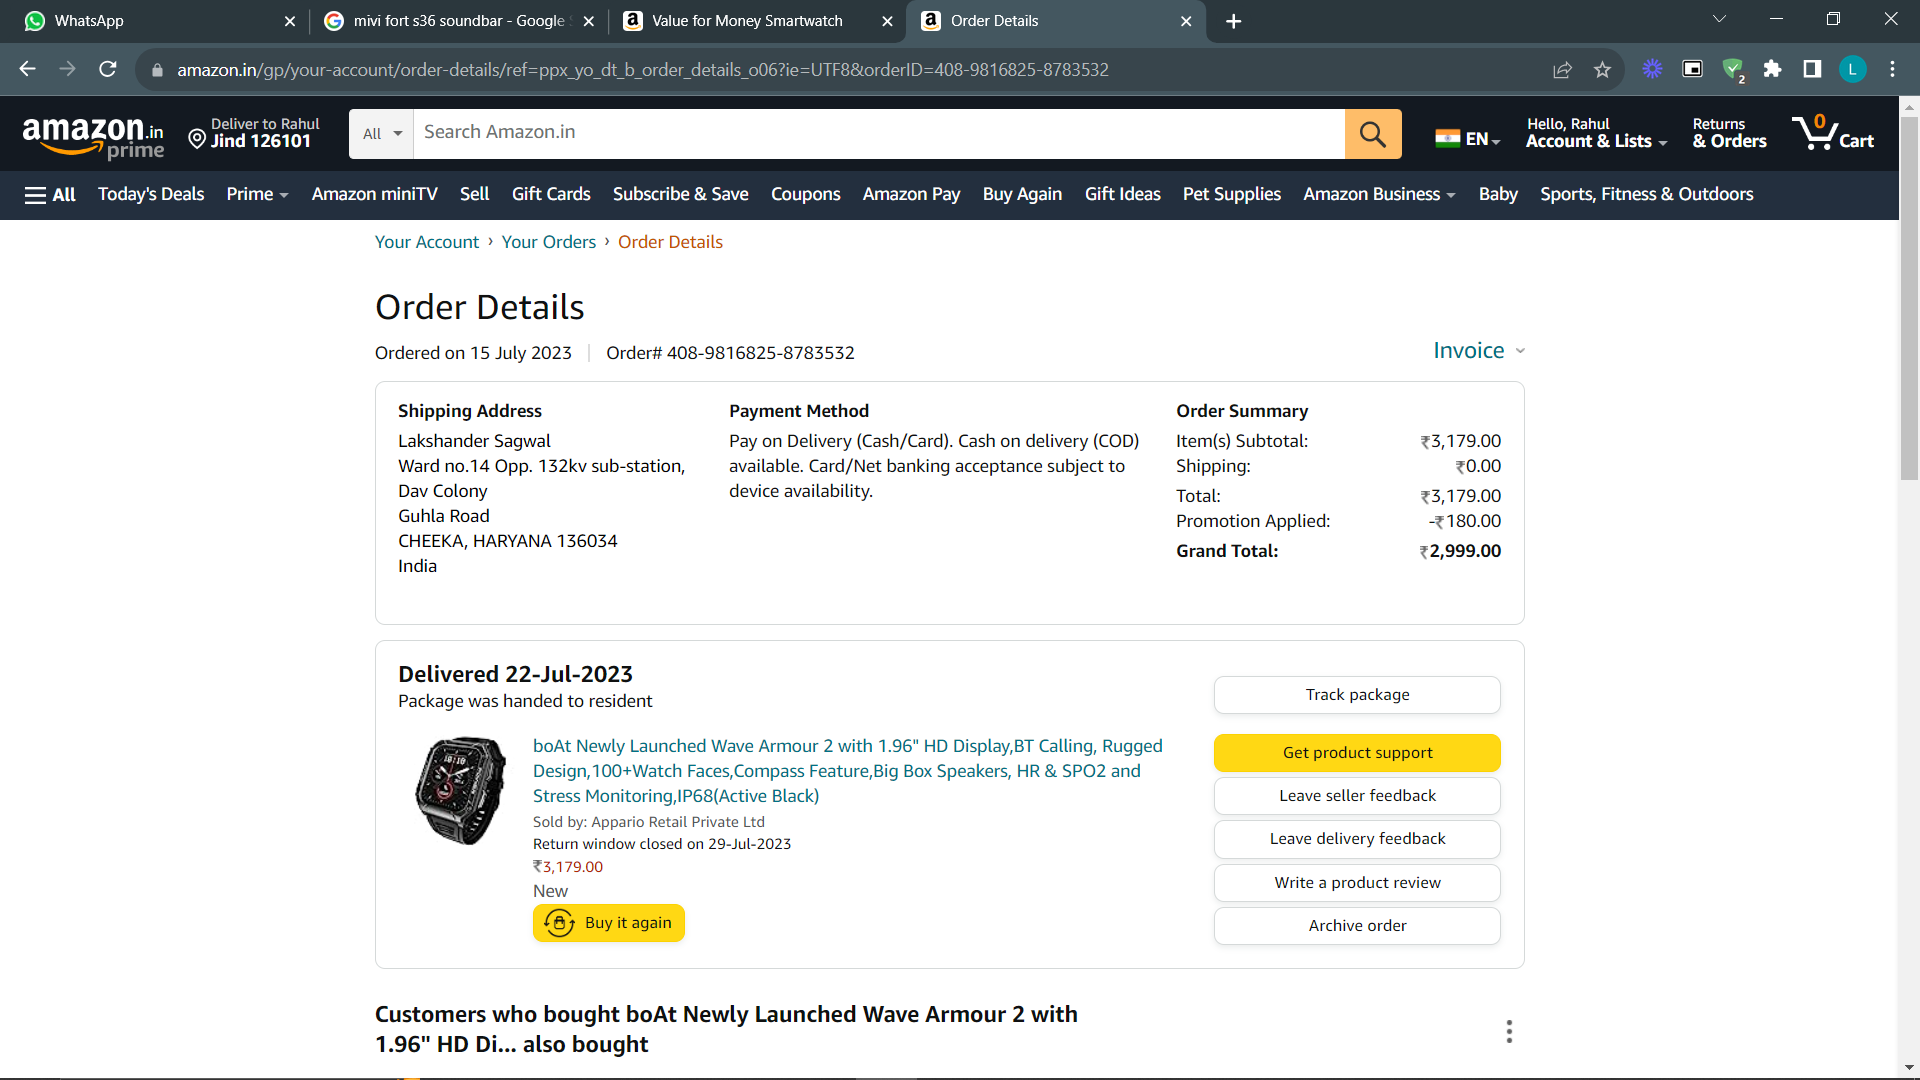 WhatsApp
mivi fort s36 soundbar - Google S
Value for Money Smartwatch
Order Details
amazon.in/gp/your-account/order-details/ref=ppx_yo_dt_b_order_details_o06?ie=UTF8&orderID=408-9816825-8783532
2
L
amazon.in
prime
Deliver to Rahul
Jind 126101
All
Search Amazon.in
EN
Hello, Rahul
Account & Lists
Returns
& Orders
0
Cart
All
Today's Deals
Prime
Amazon miniTV
Sell
Gift Cards
Subscribe & Save
Coupons
Amazon Pay
Buy Again
Gift Ideas
Pet Supplies
Amazon Business
Baby
Sports, Fitness & Outdoors
Your Account › Your Orders › Order Details
Order Details
Ordered on 15 July 2023 | Order# 408-9816825-8783532
Invoice
Shipping Address
Lakshander Sagwal
Ward no.14 Opp. 132kv sub-station,
Dav Colony
Guhla Road
CHEEKA, HARYANA 136034
India
Payment Method
Pay on Delivery (Cash/Card). Cash on delivery (COD)
available. Card/Net banking acceptance subject to
device availability.
Order Summary
Item(s) Subtotal: ₹3,179.00
Shipping: ₹0.00
Total: ₹3,179.00
Promotion Applied: -₹180.00
Grand Total: ₹2,999.00
Delivered 22-Jul-2023
Package was handed to resident
boAt Newly Launched Wave Armour 2 with 1.96" HD Display,BT Calling, Rugged
Design,100+Watch Faces,Compass Feature,Big Box Speakers, HR & SPO2 and
Stress Monitoring,IP68(Active Black)
Sold by: Appario Retail Private Ltd
Return window closed on 29-Jul-2023
₹3,179.00
New
Buy it again
Track package
Get product support
Leave seller feedback
Leave delivery feedback
Write a product review
Archive order
Customers who bought boAt Newly Launched Wave Armour 2 with
1.96" HD Di... also bought